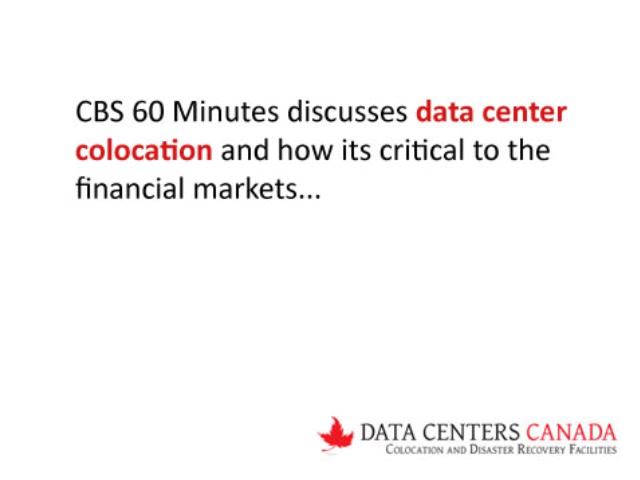 CBS 60 Minutes discusses data center
colocation and how its critical to the
financial markets...
DATA CENTERS CANADA
COLOCATION AND DISASTER RECOVERY FACILITIES